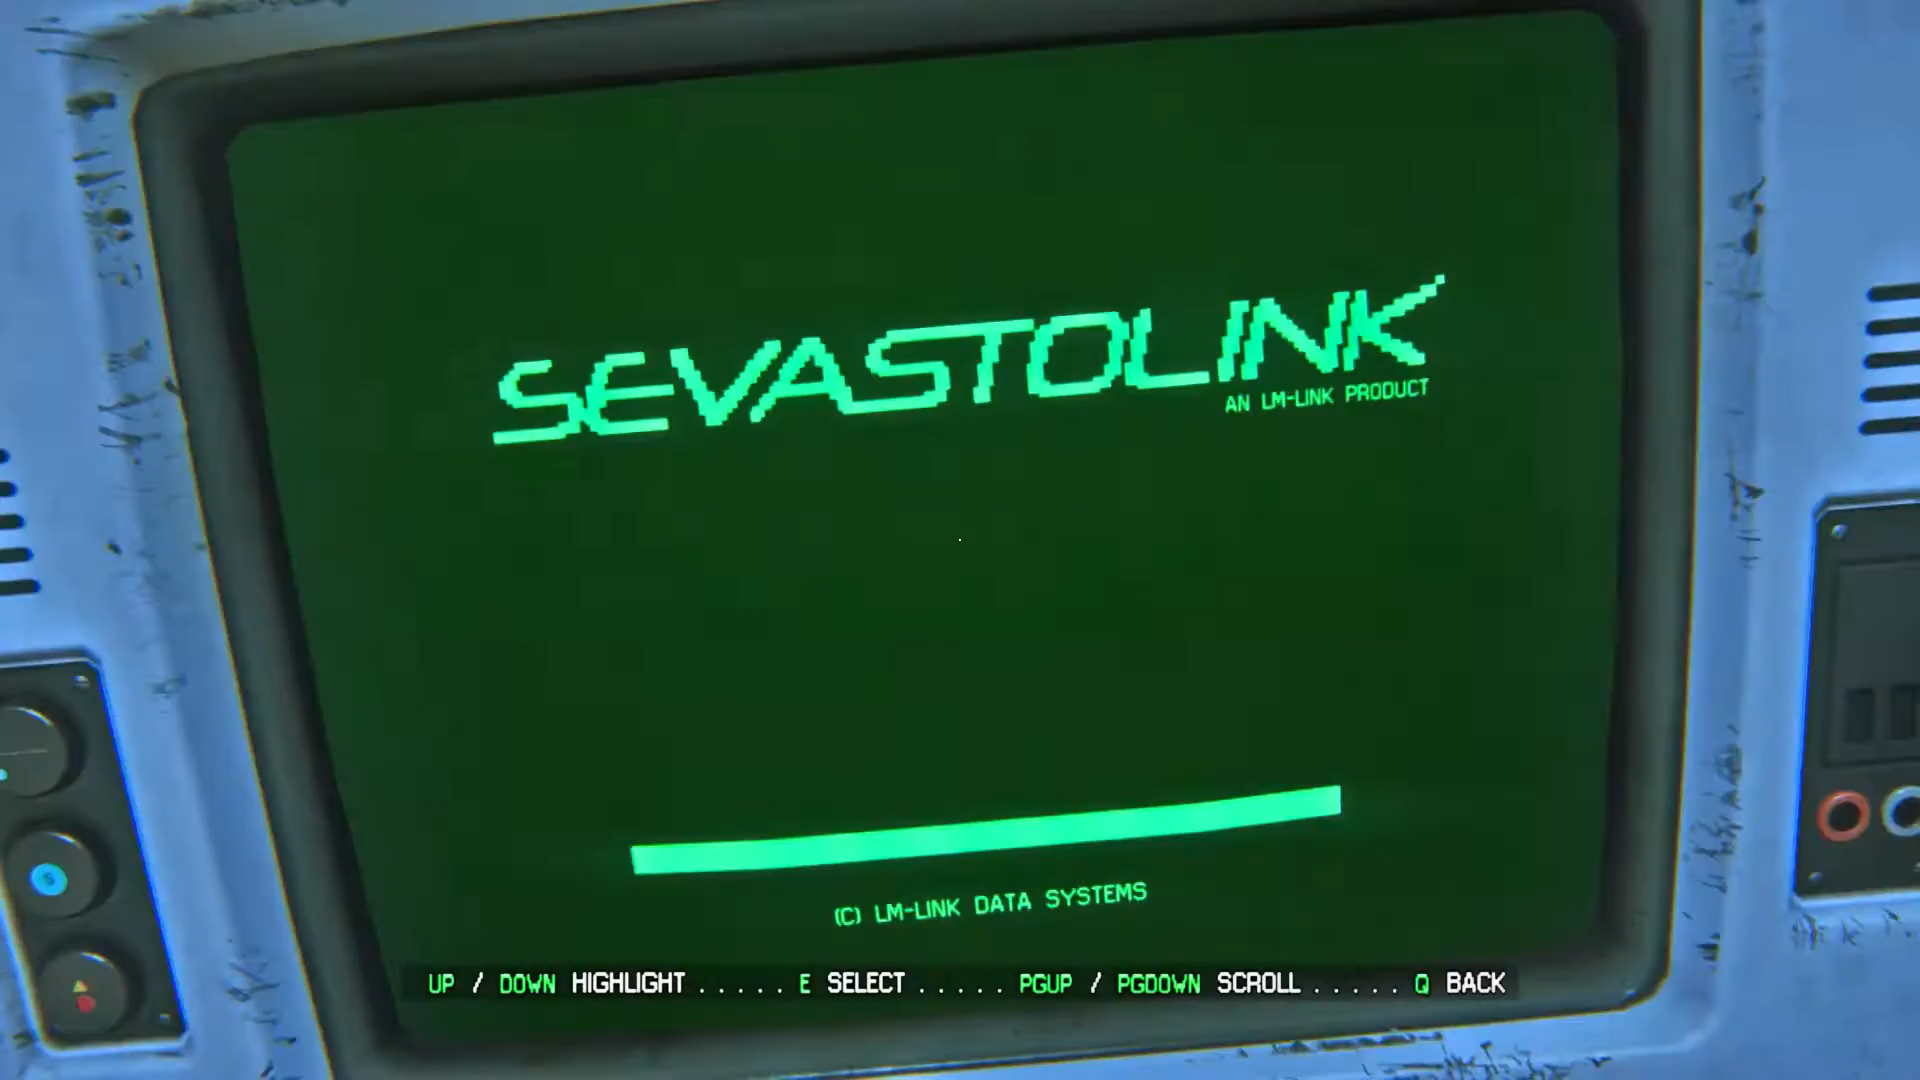 SEVASTOLINK
AN LM-LINK PRODUCT
(C) LM-LINK DATA SYSTEMS
UP / DOWN HIGHLIGHT ..... E SELECT ..... PGUP / PGDOWN SCROLL ..... Q BACK